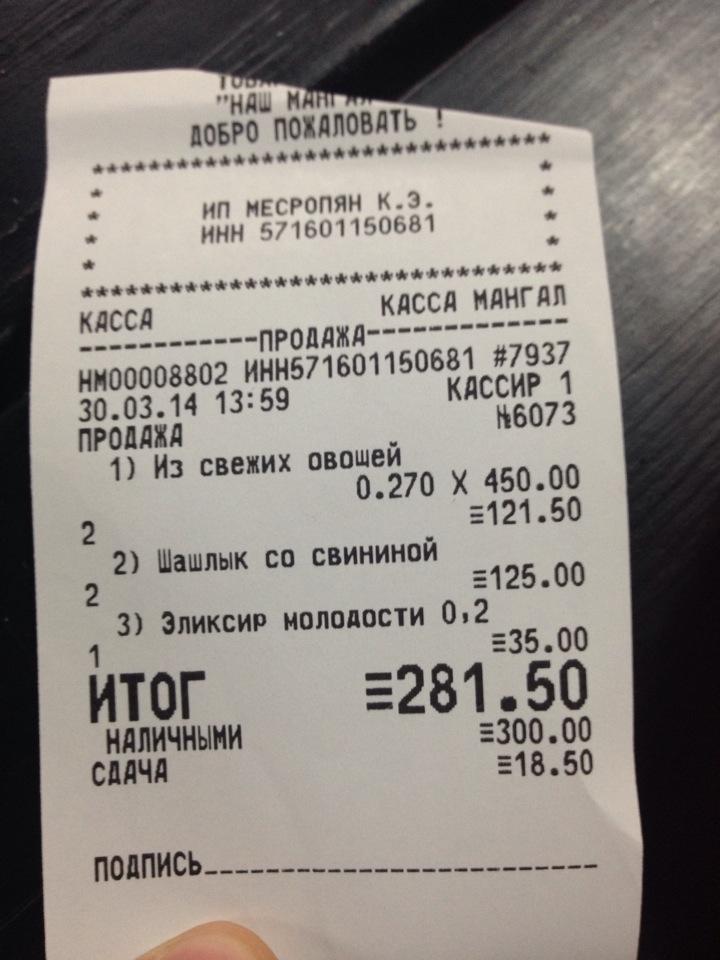 "НАШ МАНГАЛ
ДОБРО ПОЖАЛОВАТЬ !
*******************************
* *
* ИП МЕСРОПЯН К.Э. *
* ИНН 571601150681 *
* *
*******************************
КАССА КАССА МАНГАЛ
------------ПРОДАЖА-------------
НМ00008802 ИНН571601150681 #7937
30.03.14 13:59 КАССИР 1
ПРОДАЖА №6073
1) Из свежих овощей
0.270 X 450.00
≡121.50
2
2) Шашлык со свининой
≡125.00
2
3) Эликсир молодости 0,2
≡35.00
1
ИТОГ ≡281.50
НАЛИЧНЫМИ ≡300.00
СДАЧА ≡18.50
ПОДПИСЬ_________________________